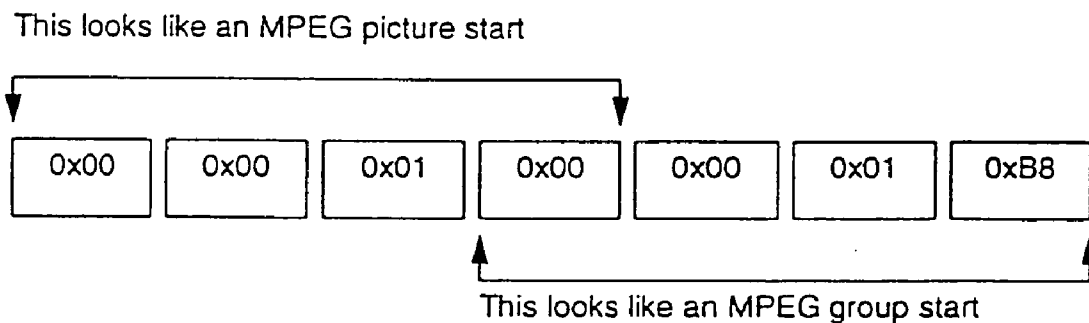 This looks like an MPEG picture start
0x00 0x00 0x01 0x00 0x00 0x01 0xB8
This looks like an MPEG group start